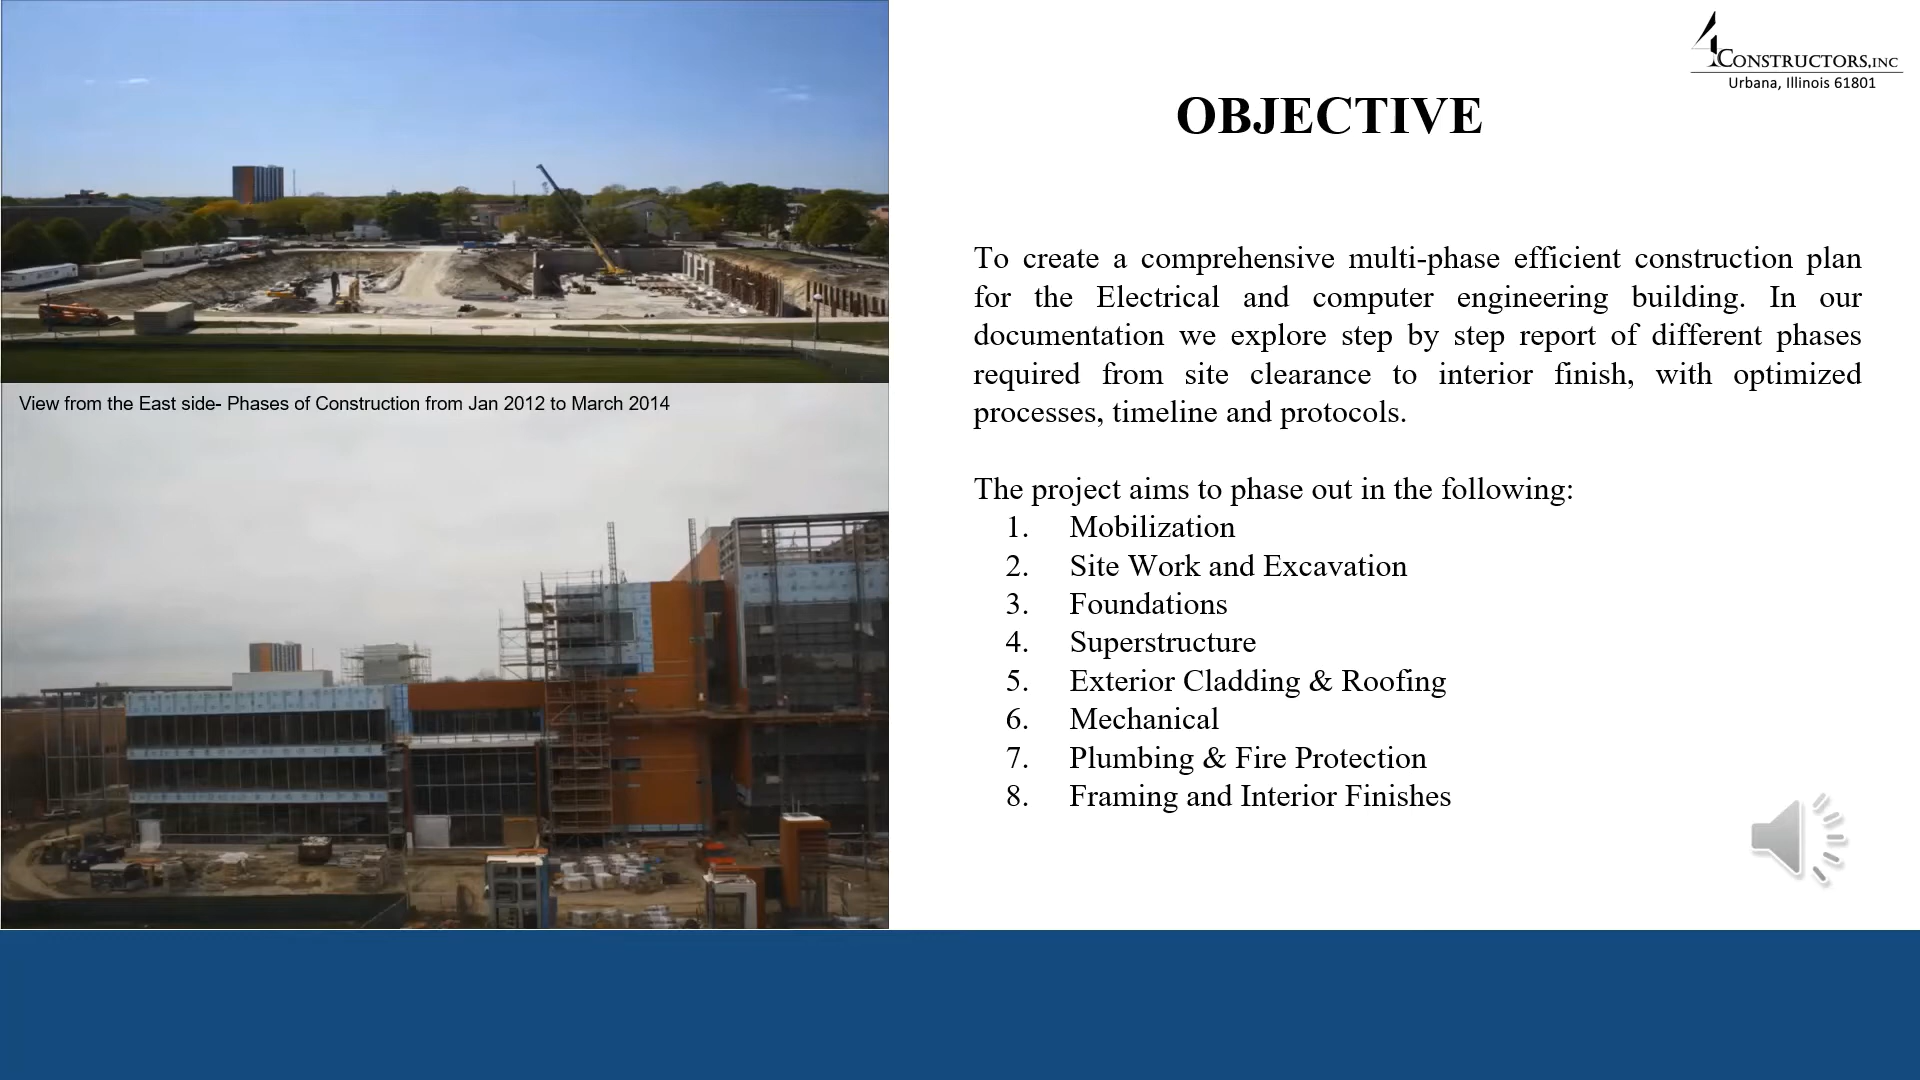 4CONSTRUCTORS,INC
Urbana, Illinois 61801
OBJECTIVE
To create a comprehensive multi-phase efficient construction plan
for the Electrical and computer engineering building. In our
documentation we explore step by step report of different phases
required from site clearance to interior finish, with optimized
processes, timeline and protocols.
The project aims to phase out in the following:
1. Mobilization
2. Site Work and Excavation
3. Foundations
4. Superstructure
5. Exterior Cladding & Roofing
6. Mechanical
7. Plumbing & Fire Protection
8. Framing and Interior Finishes
View from the East side- Phases of Construction from Jan 2012 to March 2014